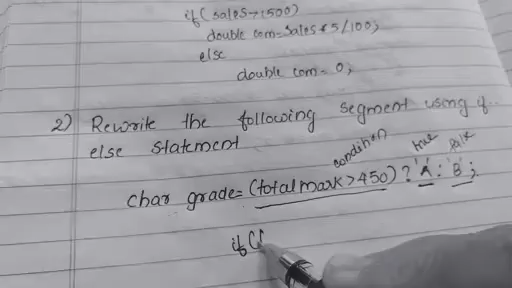 if(sales>1500)
double com=sales*5/100;
else
double com=0;
2) Rewrite the following segment using if..
else statement
condition true false
char grade=(totalmark>450)?'A':'B';
if(